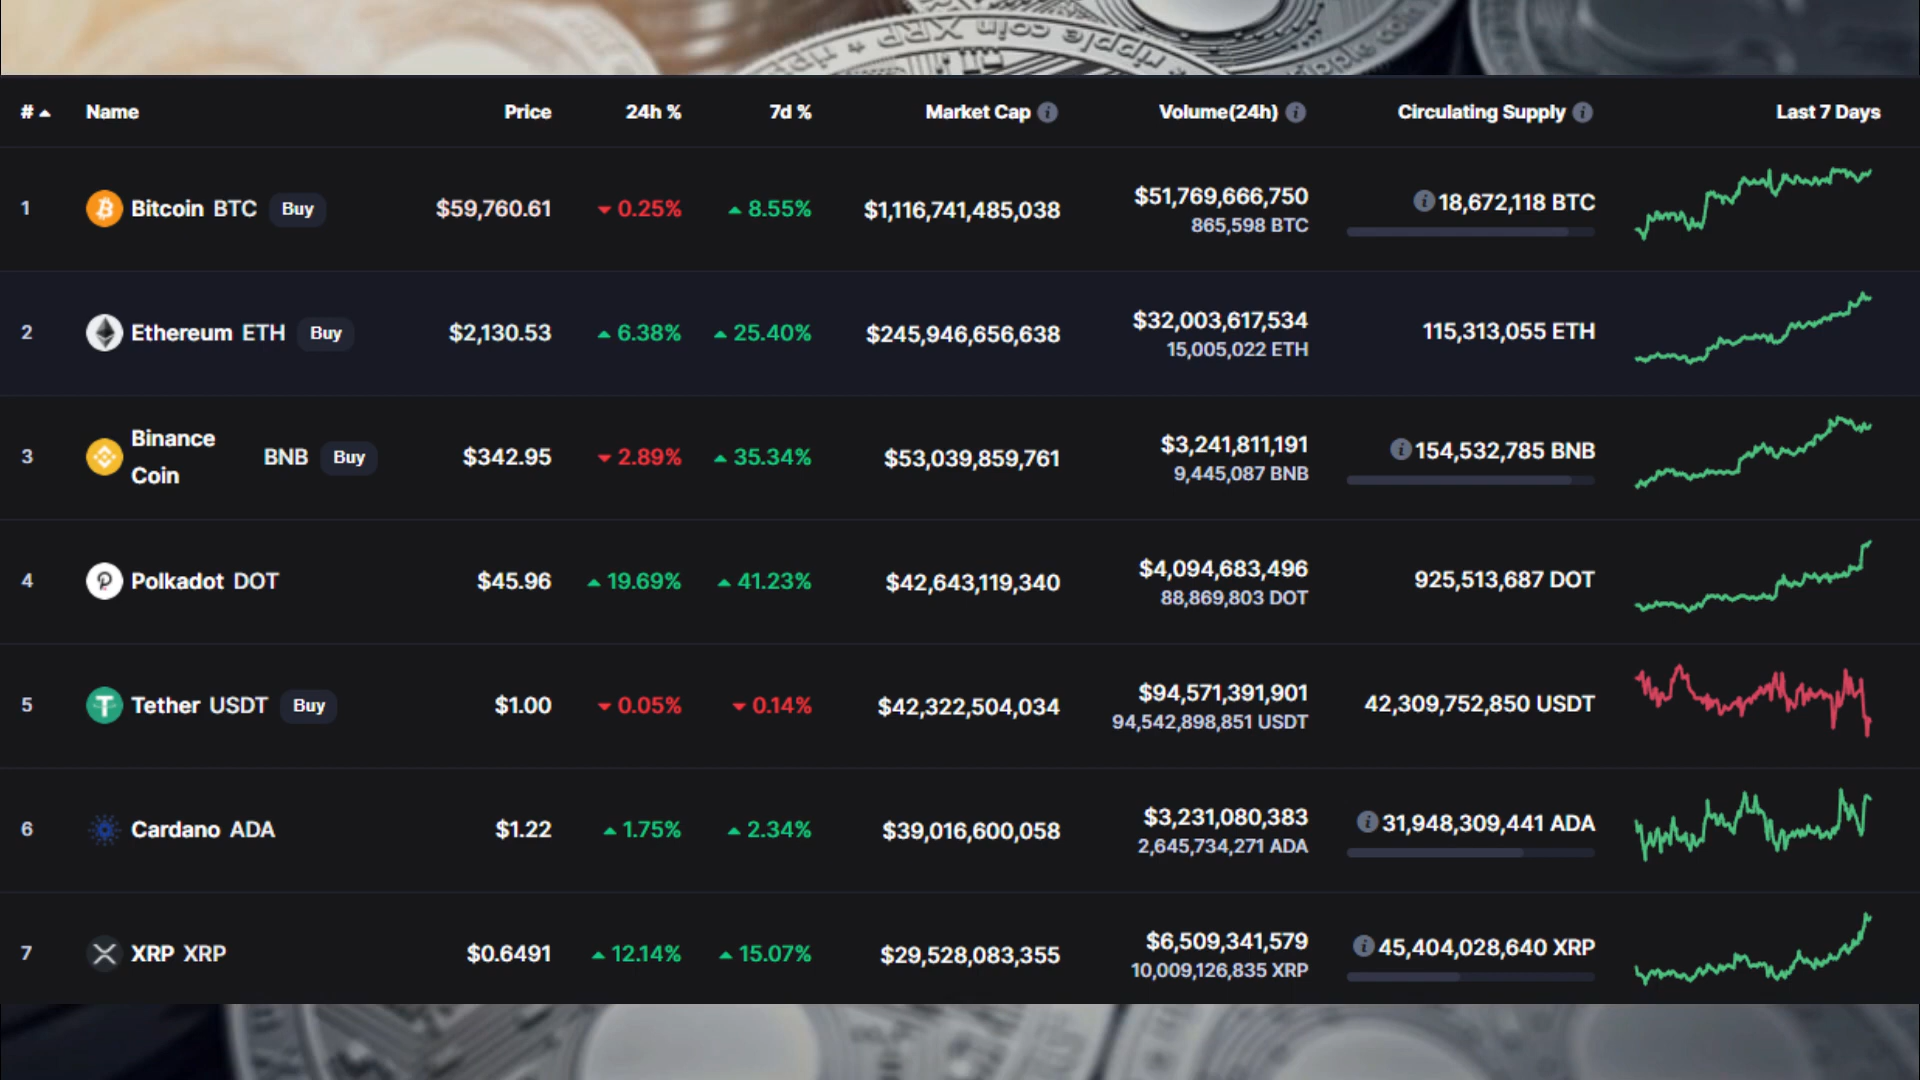 ripple coin XRP * ripp
# Name Price 24h % 7d % Market Cap Volume(24h) Circulating Supply Last 7 Days
1 Bitcoin BTC Buy $59,760.61 0.25% 8.55% $1,116,741,485,038 $51,769,666,750 18,672,118 BTC
865,598 BTC
2 Ethereum ETH Buy $2,130.53 6.38% 25.40% $245,946,656,638 $32,003,617,534 115,313,055 ETH
15,005,022 ETH
3 Binance Coin BNB Buy $342.95 2.89% 35.34% $53,039,859,761 $3,241,811,191 154,532,785 BNB
9,445,087 BNB
4 Polkadot DOT $45.96 19.69% 41.23% $42,643,119,340 $4,094,683,496 925,513,687 DOT
88,869,803 DOT
5 Tether USDT Buy $1.00 0.05% 0.14% $42,322,504,034 $94,571,391,901 42,309,752,850 USDT
94,542,898,851 USDT
6 Cardano ADA $1.22 1.75% 2.34% $39,016,600,058 $3,231,080,383 31,948,309,441 ADA
2,645,734,271 ADA
7 XRP XRP $0.6491 12.14% 15.07% $29,528,083,355 $6,509,341,579 45,404,028,640 XRP
10,009,126,835 XRP